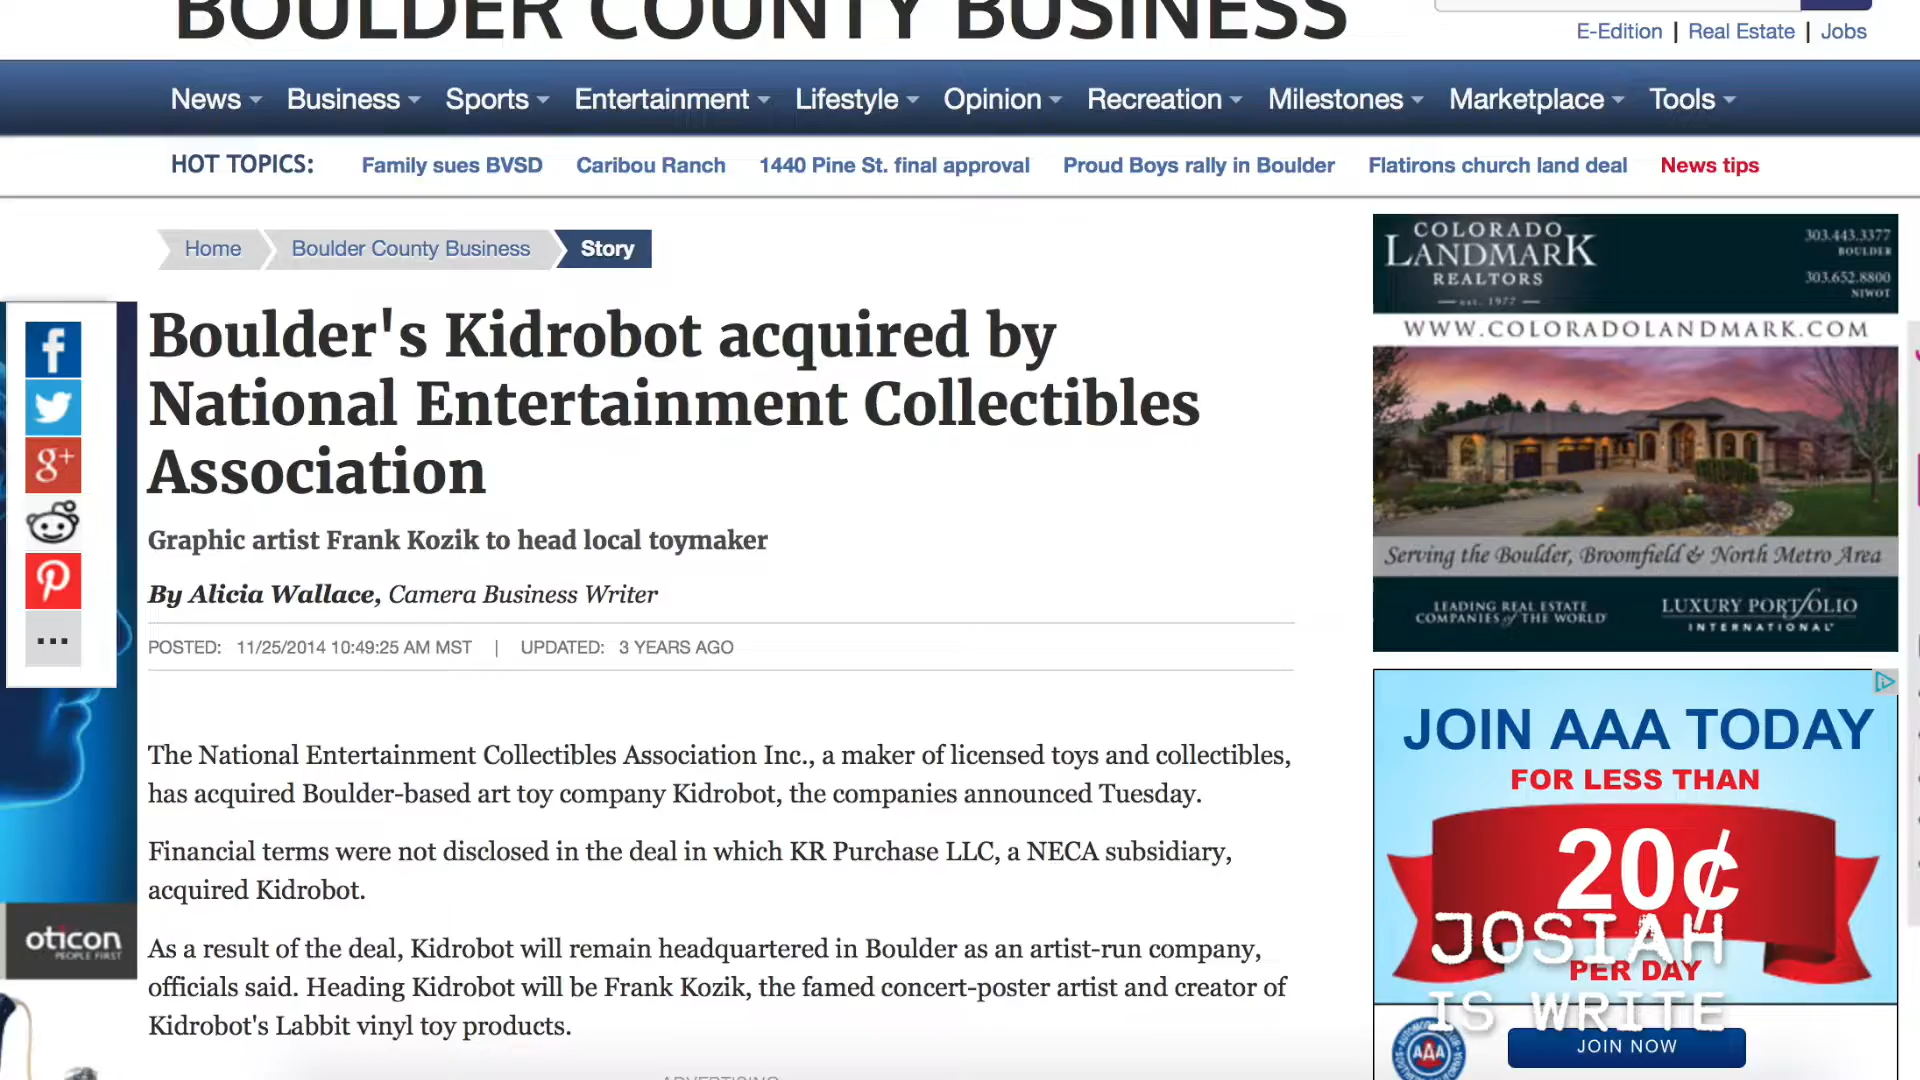 BOULDER COUNTY BUSINESS
E-Edition | Real Estate | Jobs
News Business Sports Entertainment Lifestyle Opinion Recreation Milestones Marketplace Tools
HOT TOPICS: Family sues BVSD Caribou Ranch 1440 Pine St. final approval Proud Boys rally in Boulder Flatirons church land deal News tips
Home Boulder County Business Story
Boulder's Kidrobot acquired by
National Entertainment Collectibles
Association
Graphic artist Frank Kozik to head local toymaker
By Alicia Wallace, Camera Business Writer
POSTED: 11/25/2014 10:49:25 AM MST | UPDATED: 3 YEARS AGO
The National Entertainment Collectibles Association Inc., a maker of licensed toys and collectibles,
has acquired Boulder-based art toy company Kidrobot, the companies announced Tuesday.
Financial terms were not disclosed in the deal in which KR Purchase LLC, a NECA subsidiary,
acquired Kidrobot.
As a result of the deal, Kidrobot will remain headquartered in Boulder as an artist-run company,
officials said. Heading Kidrobot will be Frank Kozik, the famed concert-poster artist and creator of
Kidrobot's Labbit vinyl toy products.
oticon
PEOPLE FIRST
COLORADO
LANDMARK
REALTORS
est. 1977
303.443.3377
BOULDER
303.652.8800
NIWOT
WWW.COLORADOLANDMARK.COM
Serving the Boulder, Broomfield & North Metro Area
LEADING REAL ESTATE
COMPANIES of THE WORLD
LUXURY PORTFOLIO
INTERNATIONAL
JOIN AAA TODAY
FOR LESS THAN
20¢
PER DAY
JOSIAH
IS WRITE
AAA
JOIN NOW